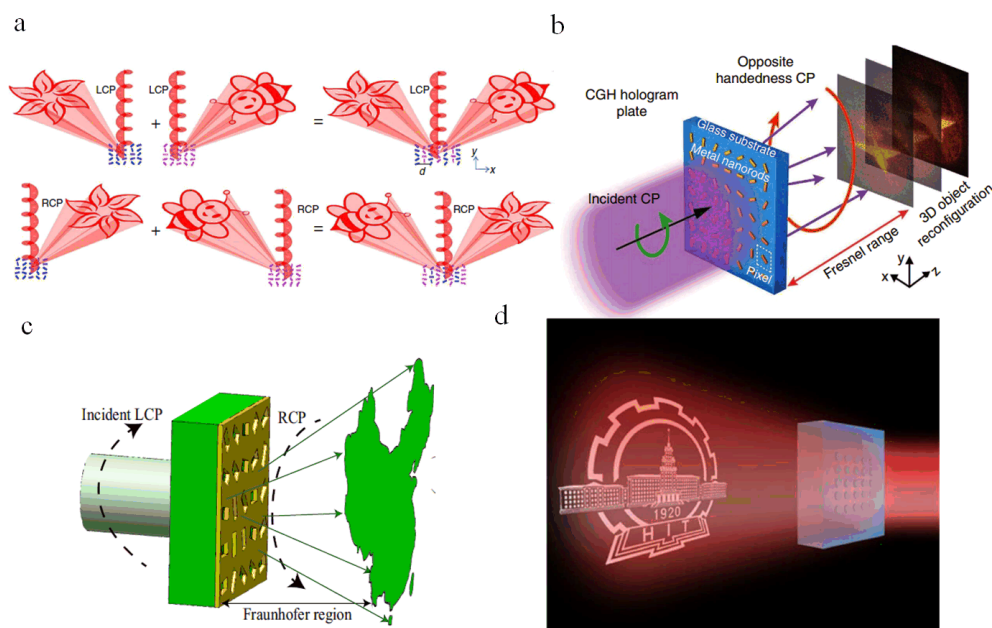 a
LCP
LCP
+
=
LCP
d
y
x
RCP
+
RCP
=
RCP
b
CGH hologram
plate
Opposite
handedness CP
Glass substrate
Metal nanorods
Incident CP
Pixel
Fresnel range
3D object
reconfiguration
y
x
z
c
Incident LCP
RCP
Fraunhofer region
d
1920
H I T